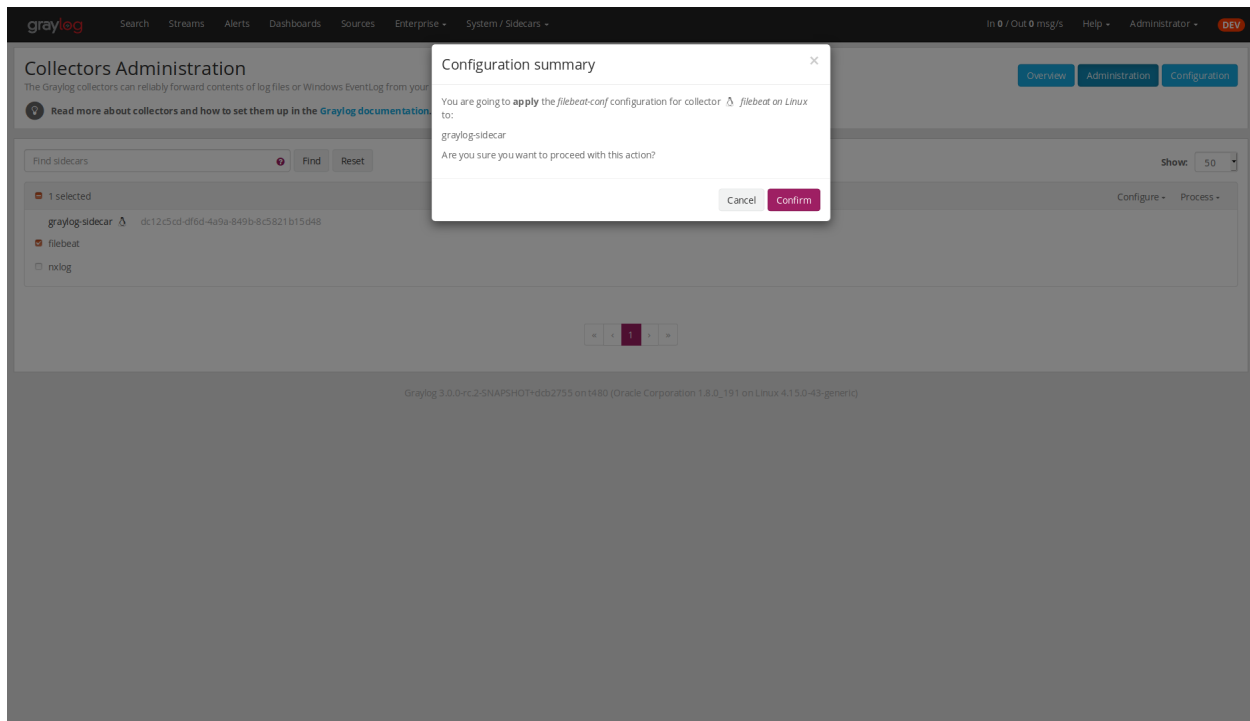 graylog Search Streams Alerts Dashboards Sources Enterprise System / Sidecars In 0 / Out 0 msg/s Help Administrator DEV
Configuration summary ×
Collectors Administration
The Graylog collectors can reliably forward contents of log files or Windows EventLog from your
Overview Administration Configuration
Read more about collectors and how to set them up in the Graylog documentation.
You are going to apply the filebeat-conf configuration for collector filebeat on Linux
to:
graylog-sidecar
Are you sure you want to proceed with this action?
Cancel Confirm
Find sidecars Find Reset Show: 50
1 selected Configure Process
graylog-sidecar dc12c5cd-df6d-4a9a-849b-8c5821b15d48
filebeat
nxlog
« ‹ 1 › »
Graylog 3.0.0-rc.2-SNAPSHOT+dcb2755 on t480 (Oracle Corporation 1.8.0_191 on Linux 4.15.0-43-generic)